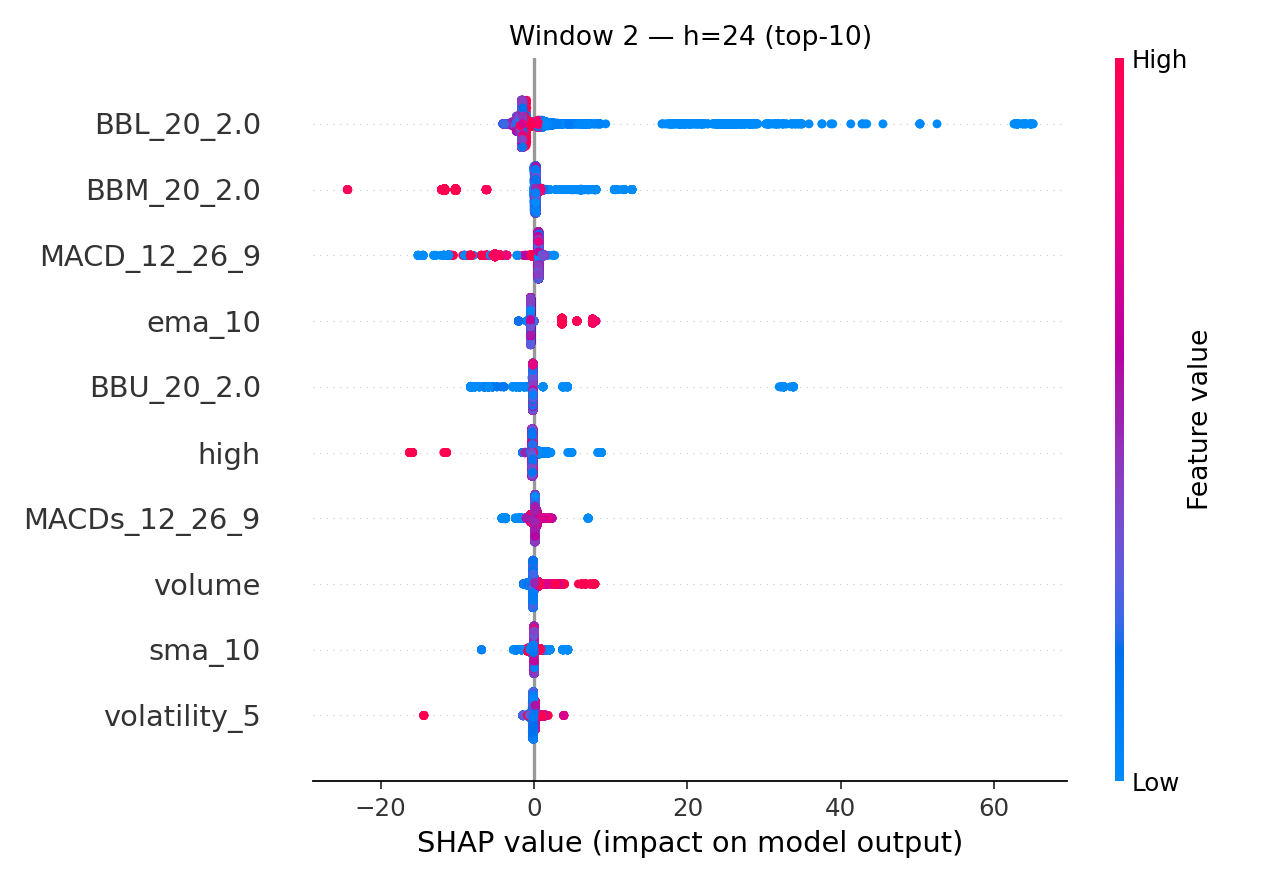 Window 2 — h=24 (top-10)
High
BBL_20_2.0
BBM_20_2.0
MACD_12_26_9
ema_10
BBU_20_2.0
high
MACDs_12_26_9
volume
sma_10
volatility_5
Feature value
Low
−20 0 20 40 60
SHAP value (impact on model output)